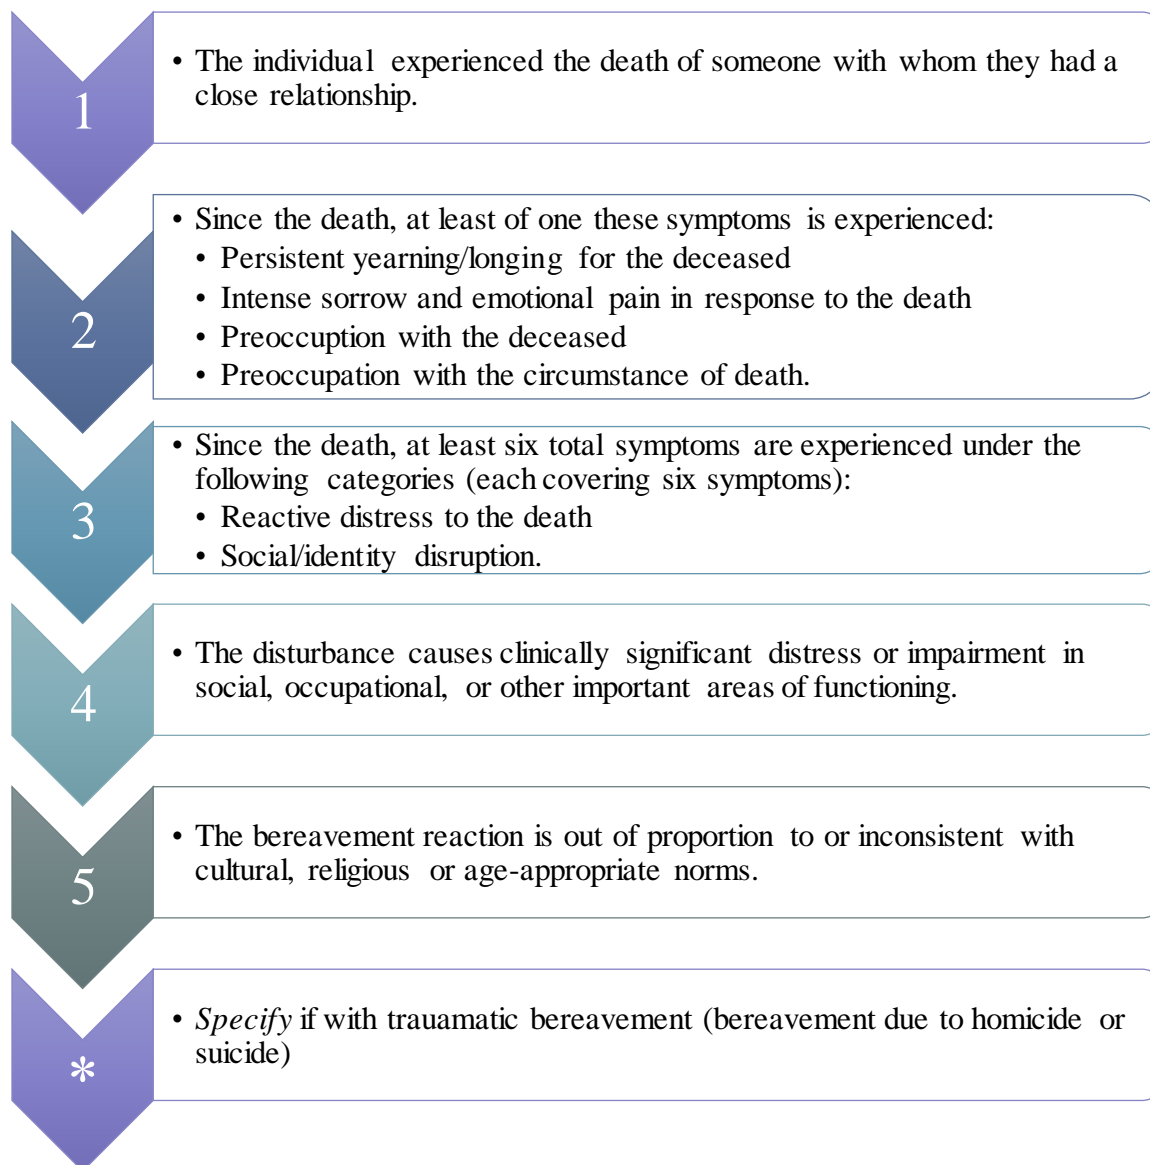 1
• The individual experienced the death of someone with whom they had a
close relationship.
2
• Since the death, at least of one these symptoms is experienced:
• Persistent yearning/longing for the deceased
• Intense sorrow and emotional pain in response to the death
• Preoccuption with the deceased
• Preoccupation with the circumstance of death.
3
• Since the death, at least six total symptoms are experienced under the
following categories (each covering six symptoms):
• Reactive distress to the death
• Social/identity disruption.
4
• The disturbance causes clinically significant distress or impairment in
social, occupational, or other important areas of functioning.
5
• The bereavement reaction is out of proportion to or inconsistent with
cultural, religious or age-appropriate norms.
*
• Specify if with trauamatic bereavement (bereavement due to homicide or
suicide)